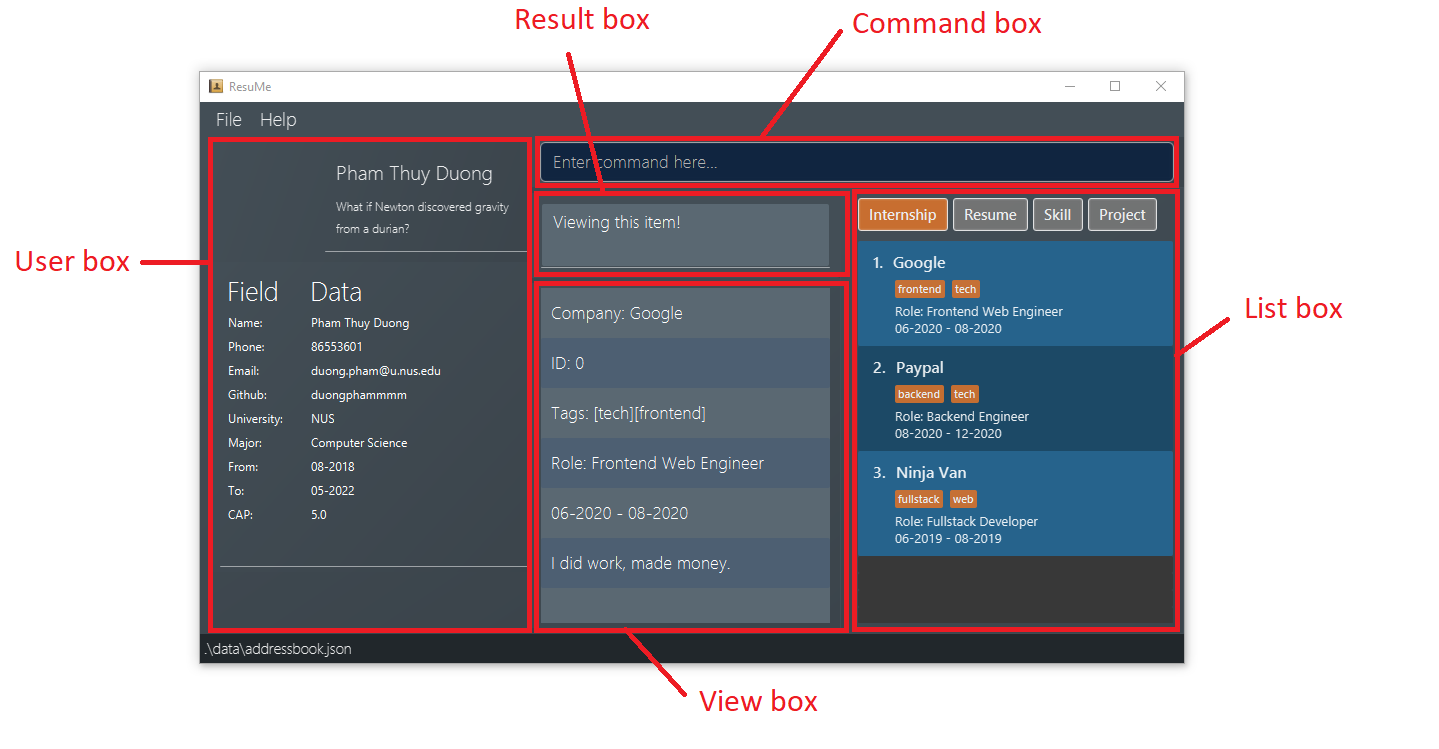 Result box
Command box
ResuMe
File Help
Enter command here...
Pham Thuy Duong
What if Newton discovered gravity
from a durian?
User box
Field Data
Name: Pham Thuy Duong
Phone: 86553601
Email: duong.pham@u.nus.edu
Github: duongphammmm
University: NUS
Major: Computer Science
From: 08-2018
To: 05-2022
CAP: 5.0
Viewing this item!
Company: Google
ID: 0
Tags: [tech][frontend]
Role: Frontend Web Engineer
06-2020 - 08-2020
I did work, made money.
Internship Resume Skill Project
1. Google
frontend tech
Role: Frontend Web Engineer
06-2020 - 08-2020
2. Paypal
backend tech
Role: Backend Engineer
08-2020 - 12-2020
3. Ninja Van
fullstack web
Role: Fullstack Developer
06-2019 - 08-2019
List box
.\data\addressbook.json
View box